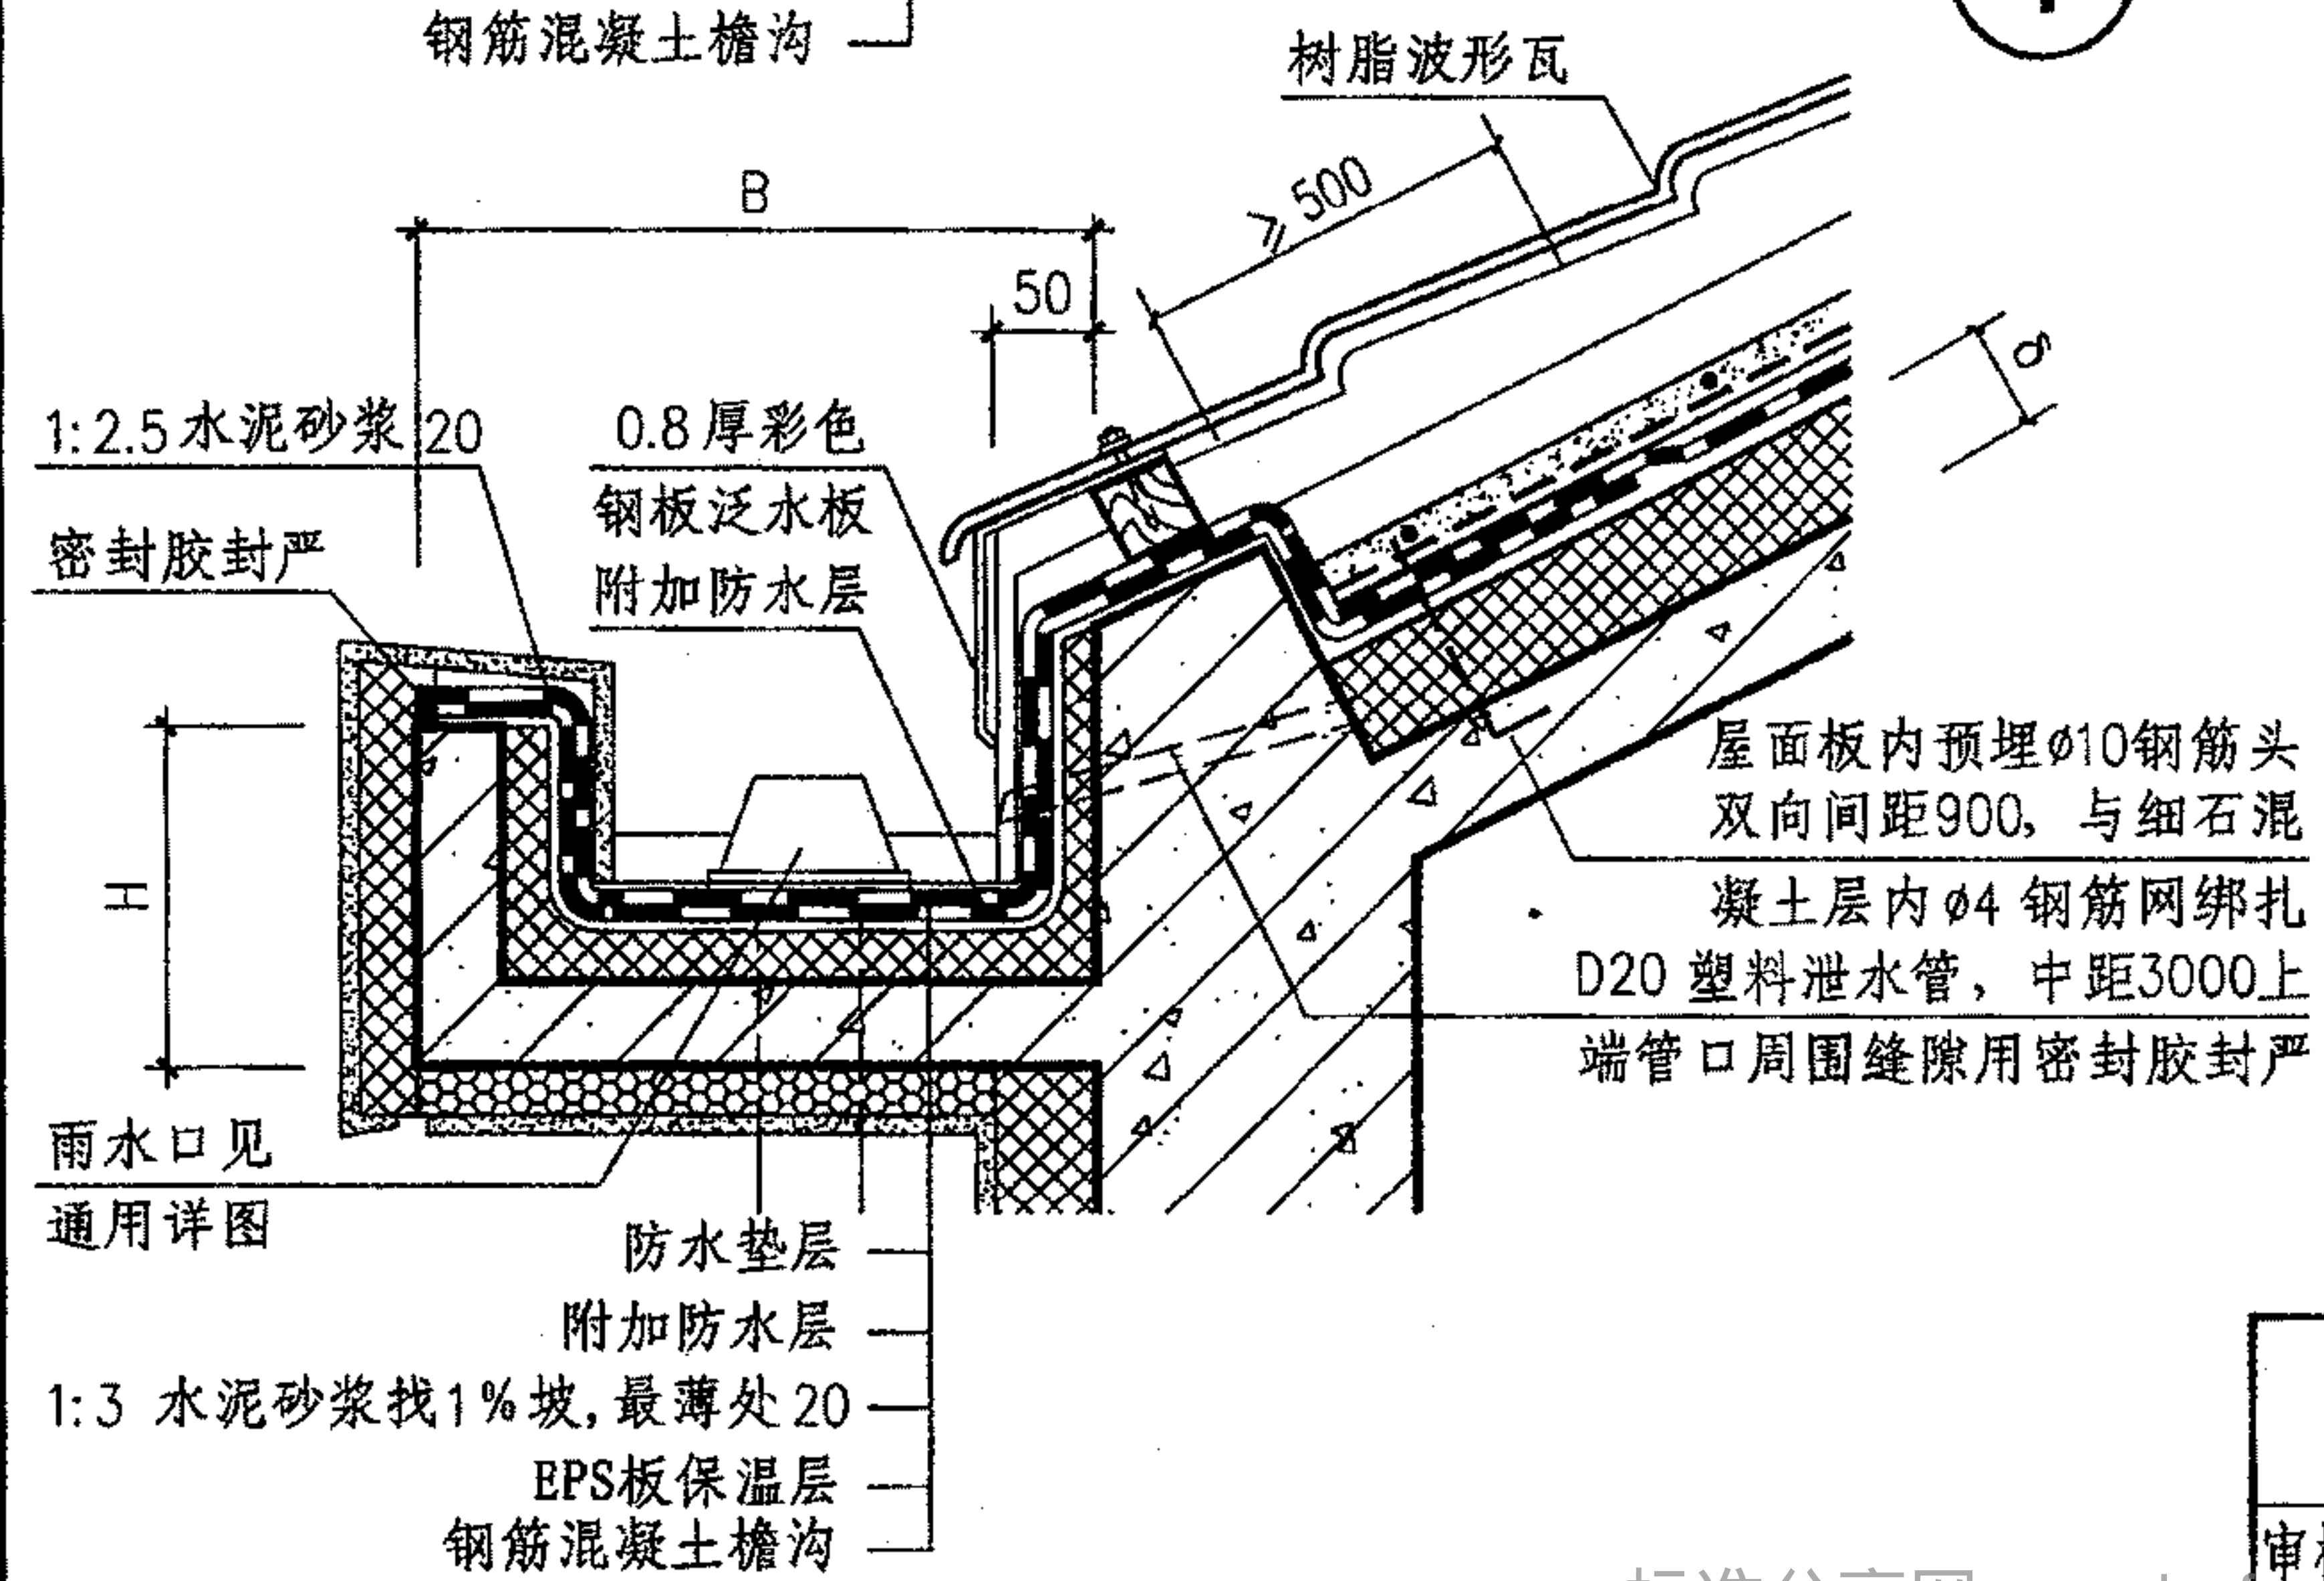 钢筋混凝土檐沟
树脂波形瓦
B
≥500
50
δ
1:2.5水泥砂浆 20
0.8厚彩色
钢板泛水板
密封胶封严
附加防水层
H
屋面板内预埋ø10钢筋头
双向间距900, 与细石混
凝土层内ø4钢筋网绑扎
D20 塑料泄水管, 中距3000上
端管口周围缝隙用密封胶封严
雨水口见
通用详图
防水垫层
附加防水层
1:3 水泥砂浆找1%坡,最薄处20
EPS板保温层
钢筋混凝土檐沟